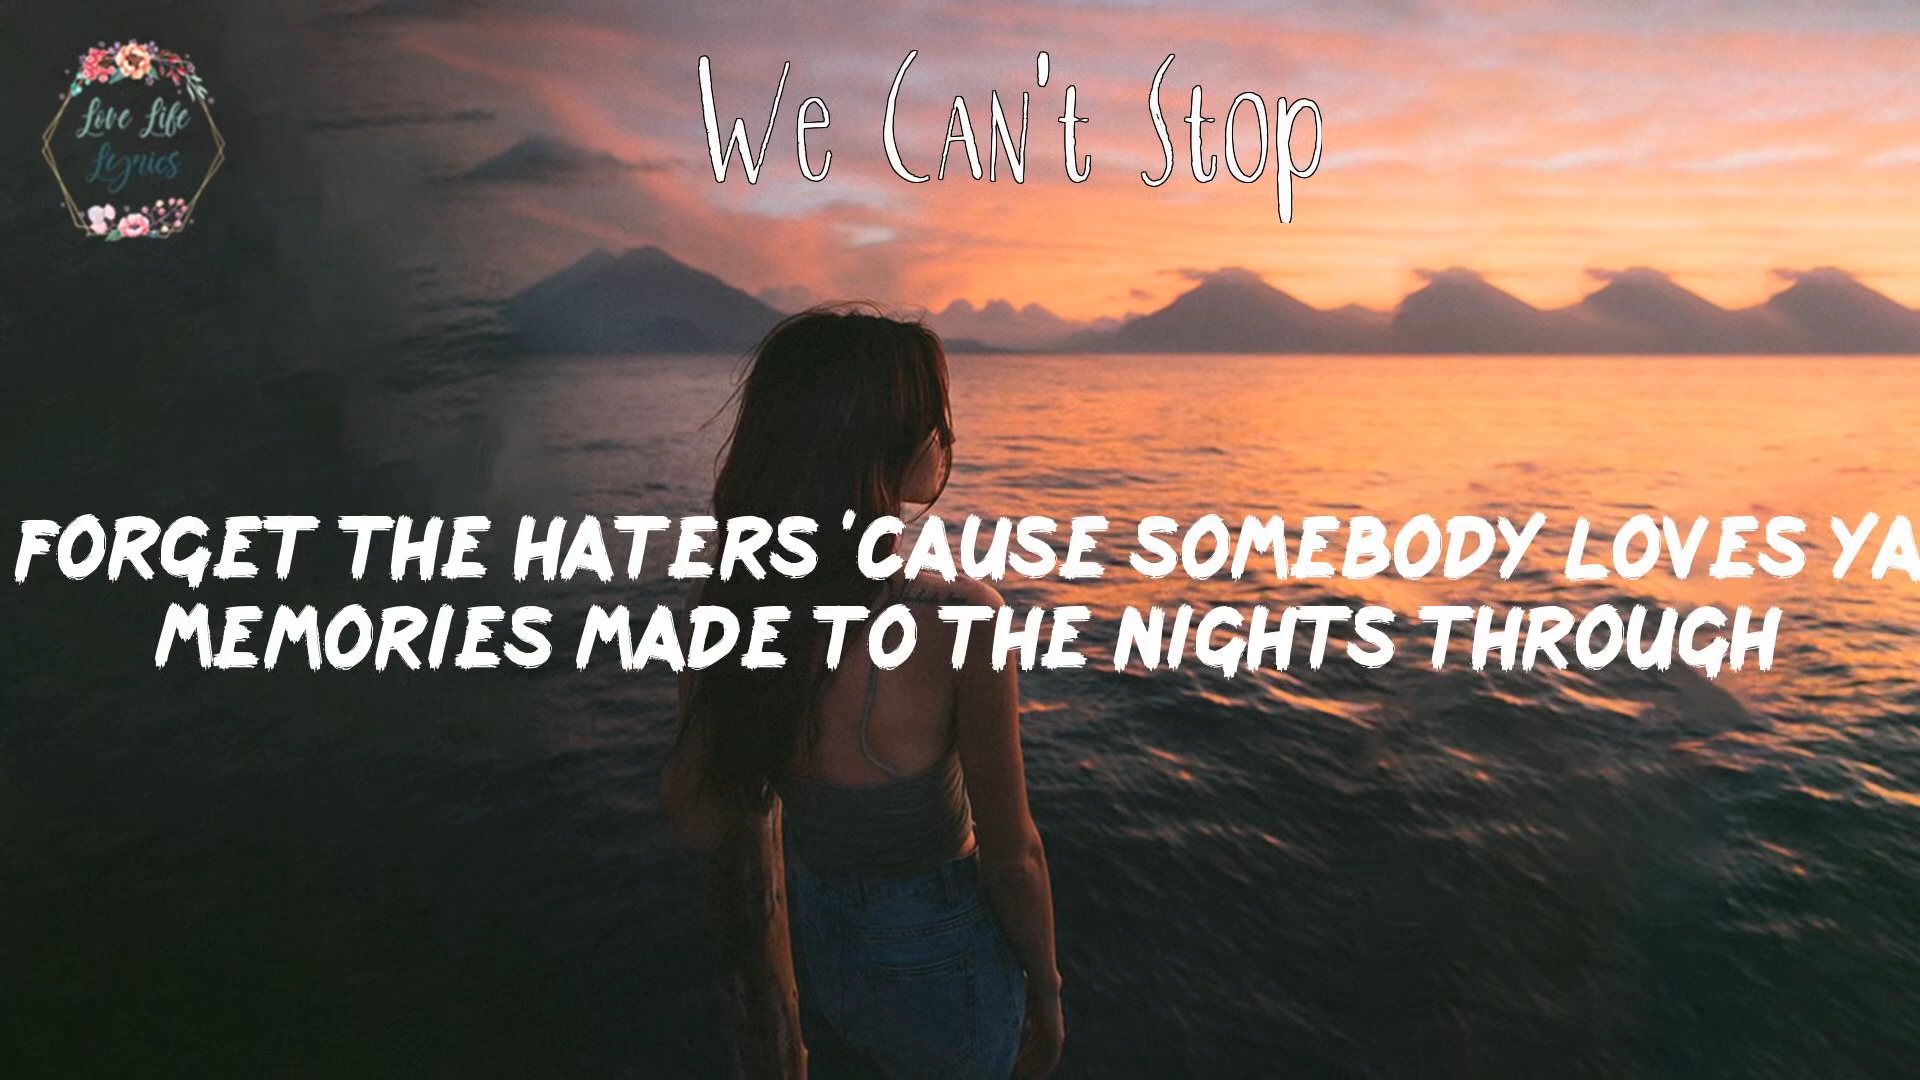 Love Life
Lyrics
We CAN't Stop
FORGET THE HATERS 'CAUSE SOMEBODY LOVES YA
MEMORIES MADE TO THE NIGHTS THROUGH